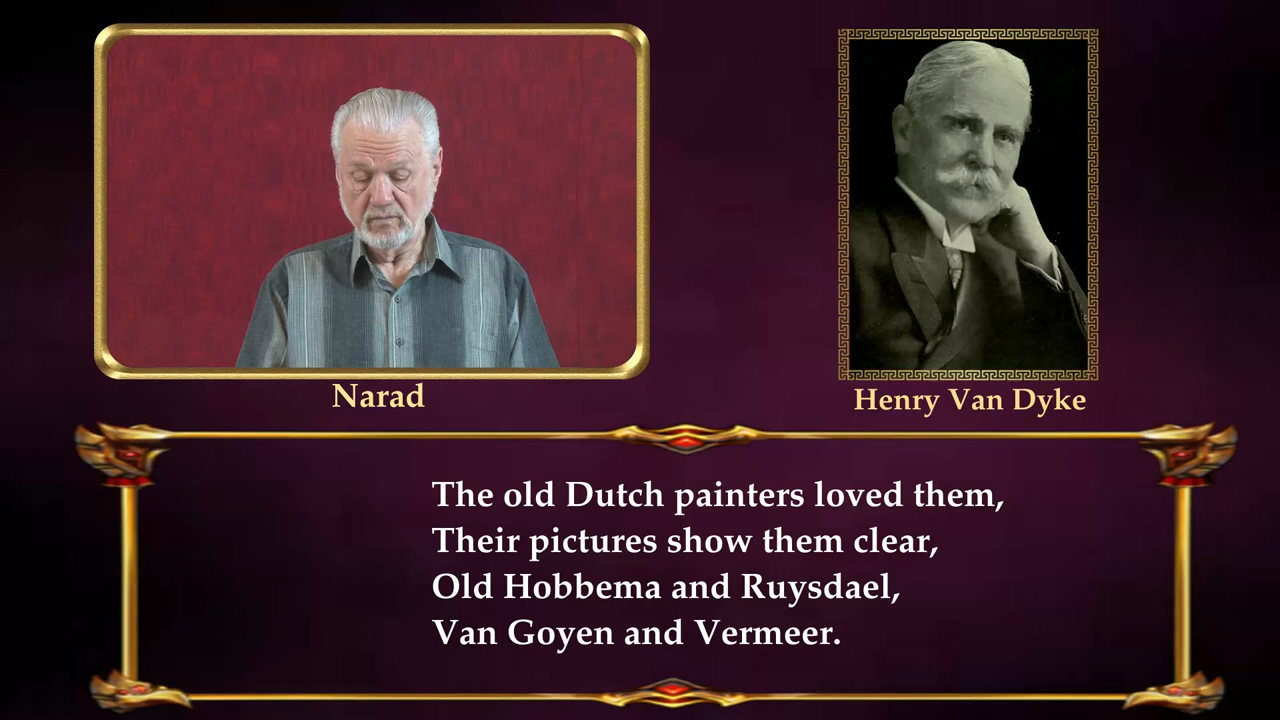 Narad
Henry Van Dyke
The old Dutch painters loved them,
Their pictures show them clear,
Old Hobbema and Ruysdael,
Van Goyen and Vermeer.